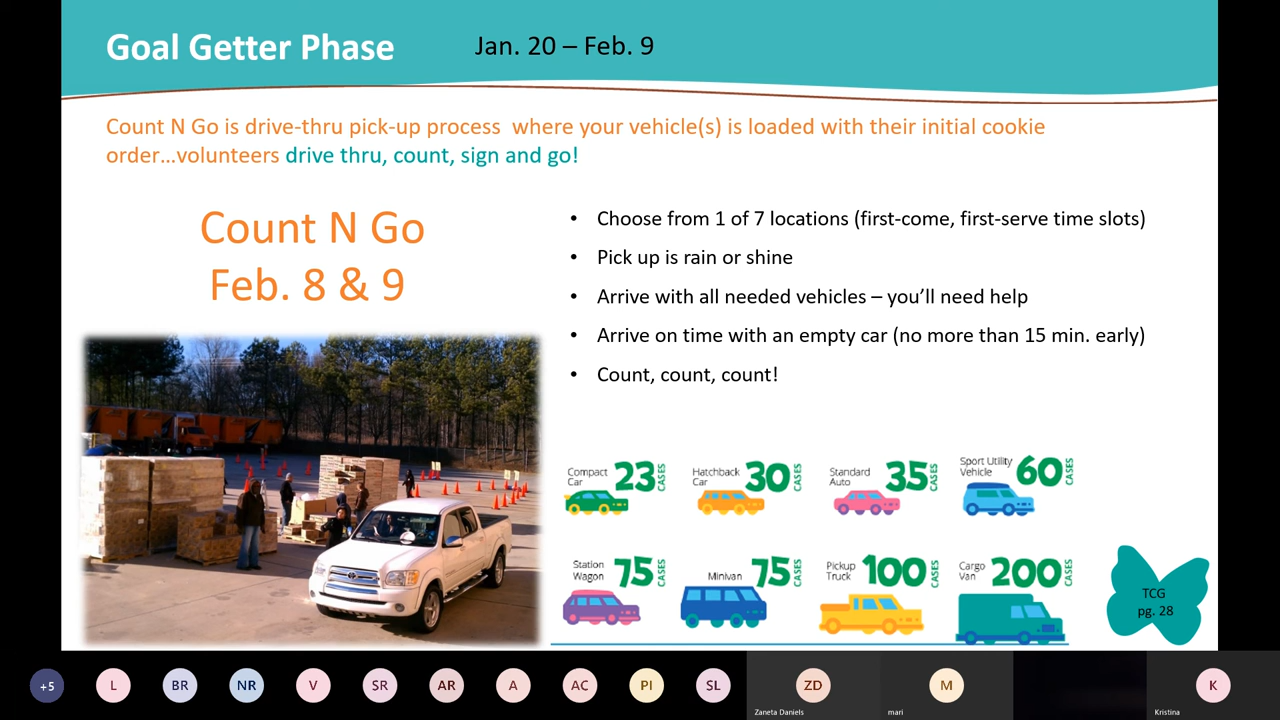 Goal Getter Phase
Jan. 20 – Feb. 9
Count N Go is drive-thru pick-up process  where your vehicle(s) is loaded with their initial cookie
order…volunteers drive thru, count, sign and go!
Count N Go
Feb. 8 & 9
• Choose from 1 of 7 locations (first-come, first-serve time slots)
• Pick up is rain or shine
• Arrive with all needed vehicles – you'll need help
• Arrive on time with an empty car (no more than 15 min. early)
• Count, count, count!
Compact
Car
23
CASES
Hatchback
Car
30
CASES
Standard
Auto
35
CASES
Sport Utility
Vehicle
60
CASES
Station
Wagon
75
CASES
Minivan
75
CASES
Pickup
Truck
100
CASES
Cargo
Van
200
CASES
TCG
pg. 28
+5
L
BR
NR
V
SR
AR
A
AC
PI
SL
ZD
Zaneta Daniels
M
mari
K
Kristina